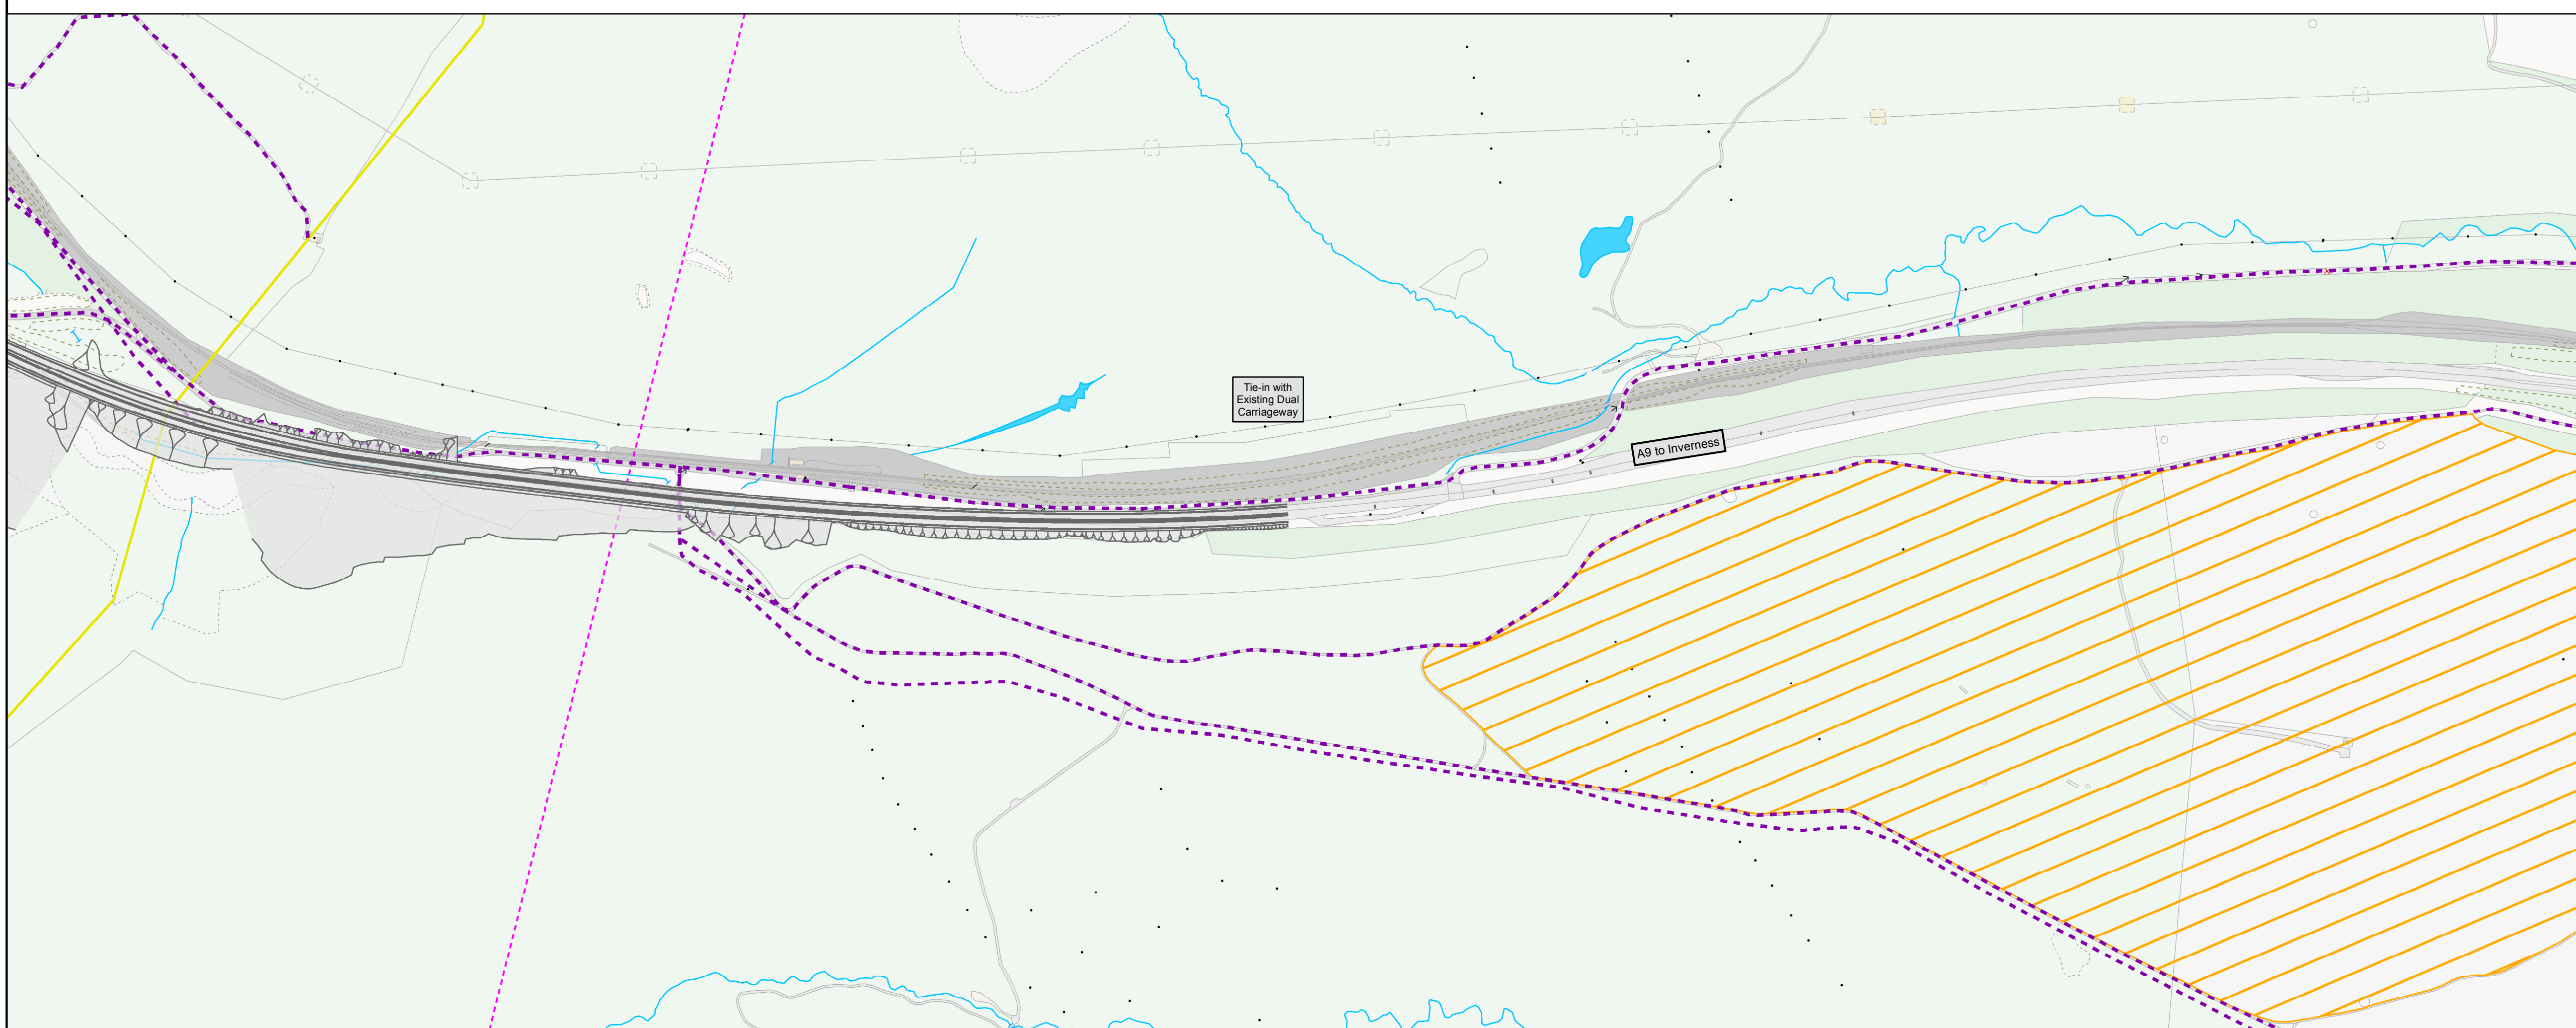 Tie-in with
Existing Dual
Carriageway
A9 to Inverness